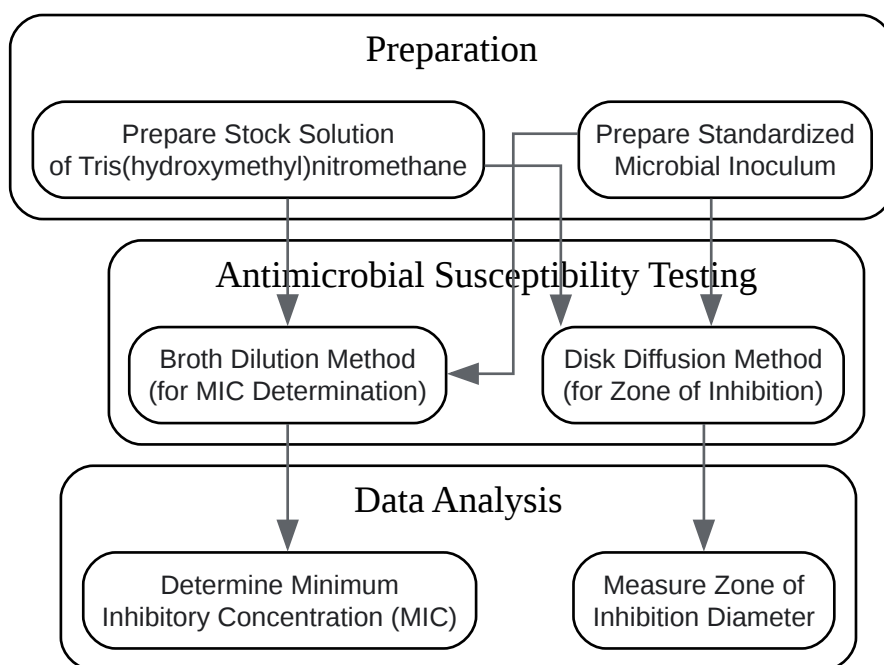 Preparation
Prepare Stock Solution
of Tris(hydroxymethyl)nitromethane
Prepare Standardized
Microbial Inoculum
Antimicrobial Susceptibility Testing
Broth Dilution Method
(for MIC Determination)
Disk Diffusion Method
(for Zone of Inhibition)
Data Analysis
Determine Minimum
Inhibitory Concentration (MIC)
Measure Zone of
Inhibition Diameter